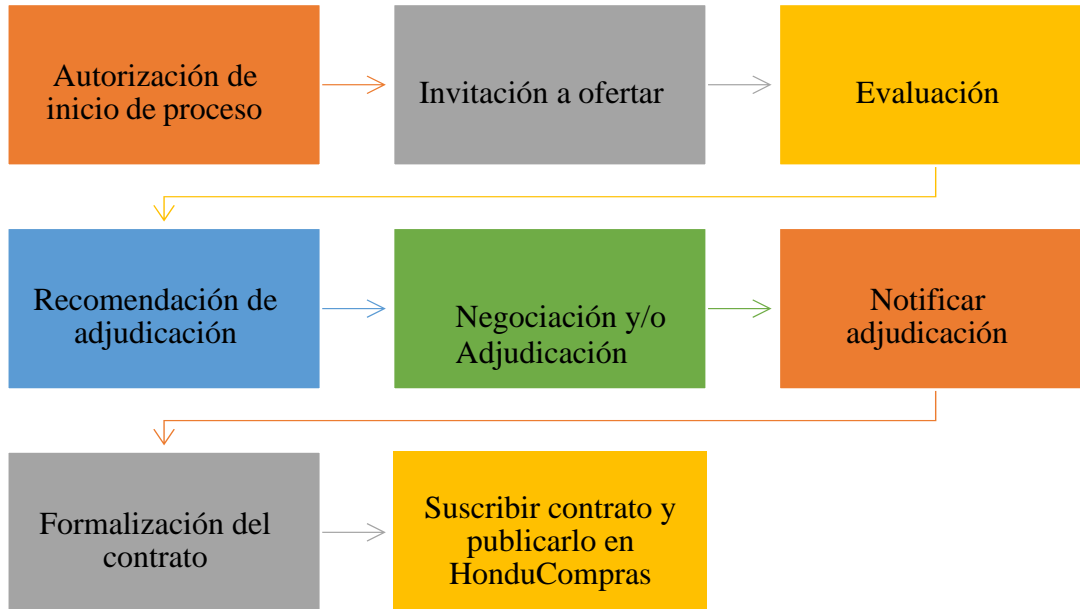 Autorización de
inicio de proceso
Invitación a ofertar
Evaluación
Recomendación de
adjudicación
Negociación y/o
Adjudicación
Notificar
adjudicación
Formalización del
contrato
Suscribir contrato y
publicarlo en
HonduCompras